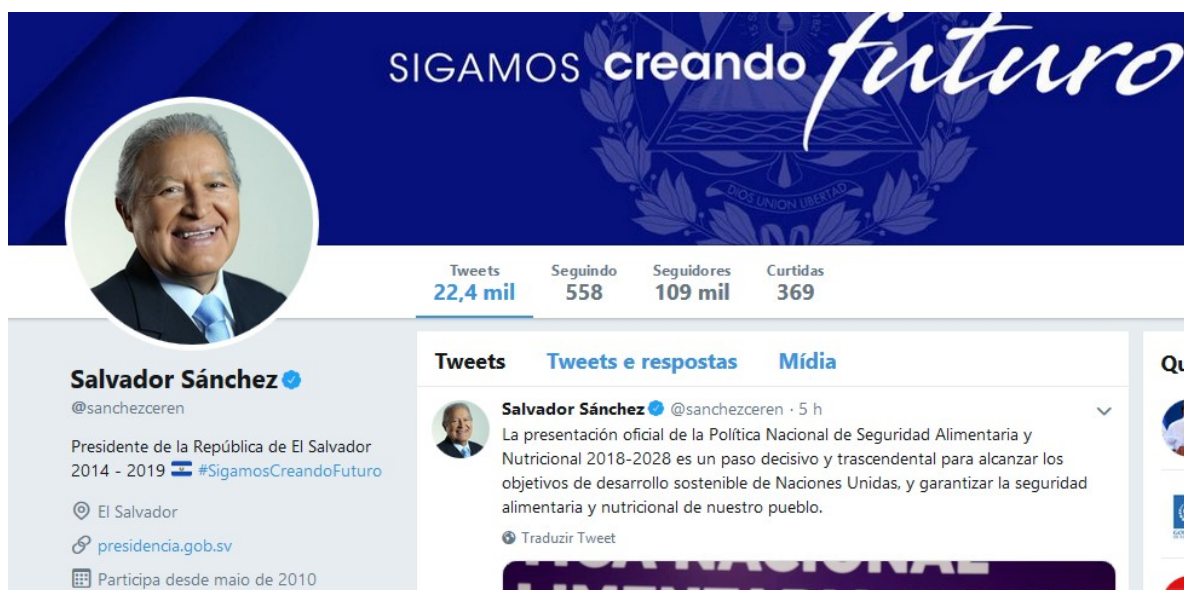 SIGAMOS creando futuro
DIOS UNION LIBERTAD
Tweets Seguindo Seguidores Curtidas
22,4 mil 558 109 mil 369
Salvador Sánchez
@sanchezceren
Presidente de la República de El Salvador
2014 - 2019 #SigamosCreandoFuturo
El Salvador
presidencia.gob.sv
Participa desde maio de 2010
Tweets Tweets e respostas Mídia
Salvador Sánchez @sanchezceren · 5 h
La presentación oficial de la Política Nacional de Seguridad Alimentaria y
Nutricional 2018-2028 es un paso decisivo y trascendental para alcanzar los
objetivos de desarrollo sostenible de Naciones Unidas, y garantizar la seguridad
alimentaria y nutricional de nuestro pueblo.
Traduzir Tweet
NACIONAL
Qu